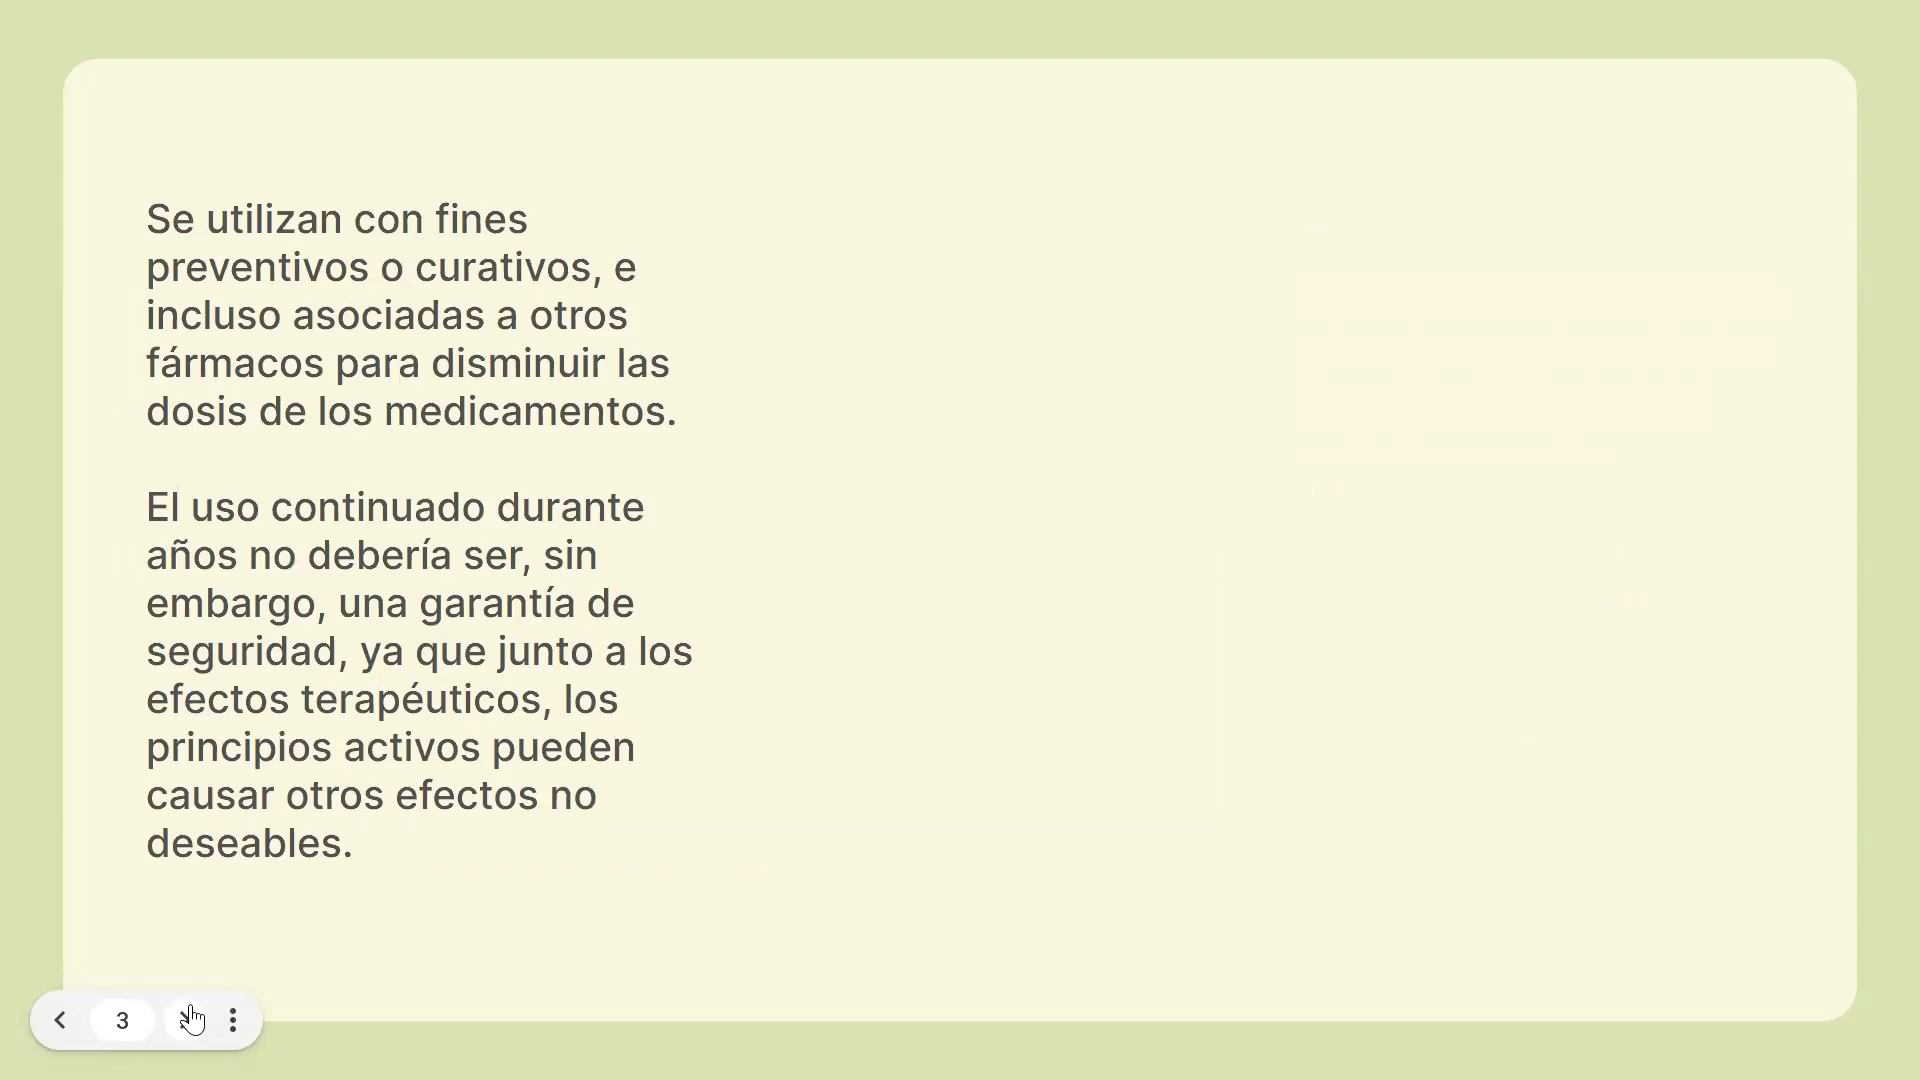 Se utilizan con fines
preventivos o curativos, e
incluso asociadas a otros
fármacos para disminuir las
dosis de los medicamentos.
El uso continuado durante
años no debería ser, sin
embargo, una garantía de
seguridad, ya que junto a los
efectos terapéuticos, los
principios activos pueden
causar otros efectos no
deseables.
3